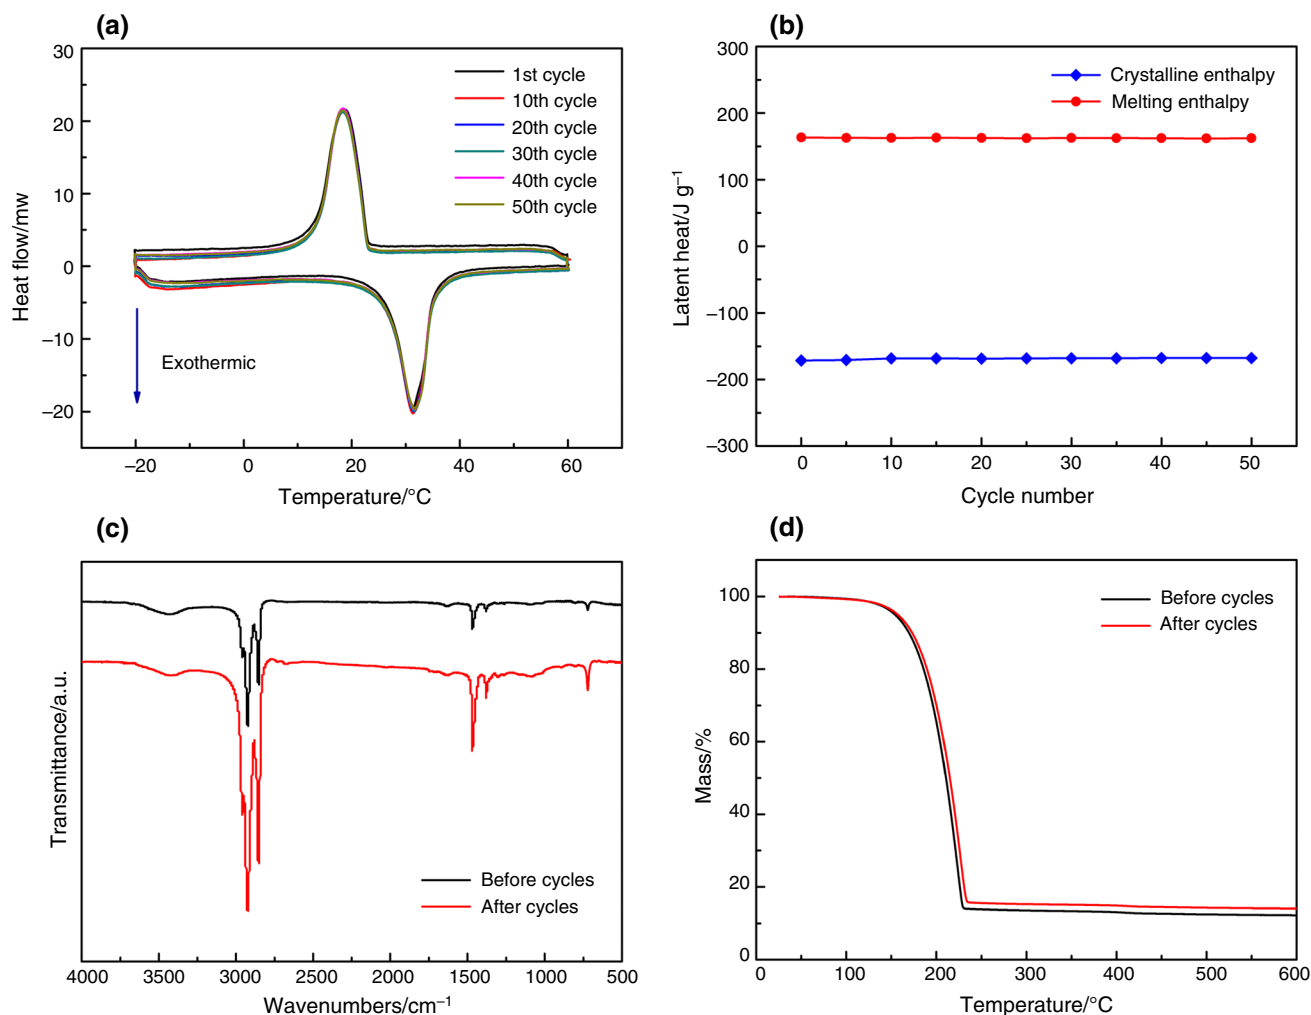 (a)
30
20
10
0
−10
−20
Heat flow/mw
1st cycle
10th cycle
20th cycle
30th cycle
40th cycle
50th cycle
Exothermic
−20
0
20
40
60
Temperature/°C
(b)
300
200
100
0
−100
−200
−300
Latent heat/J g⁻¹
Crystalline enthalpy
Melting enthalpy
0
10
20
30
40
50
Cycle number
(c)
Transmittance/a.u.
Before cycles
After cycles
4000
3500
3000
2500
2000
1500
1000
500
Wavenumbers/cm⁻¹
(d)
100
80
60
40
20
0
Mass/%
Before cycles
After cycles
0
100
200
300
400
500
600
Temperature/°C